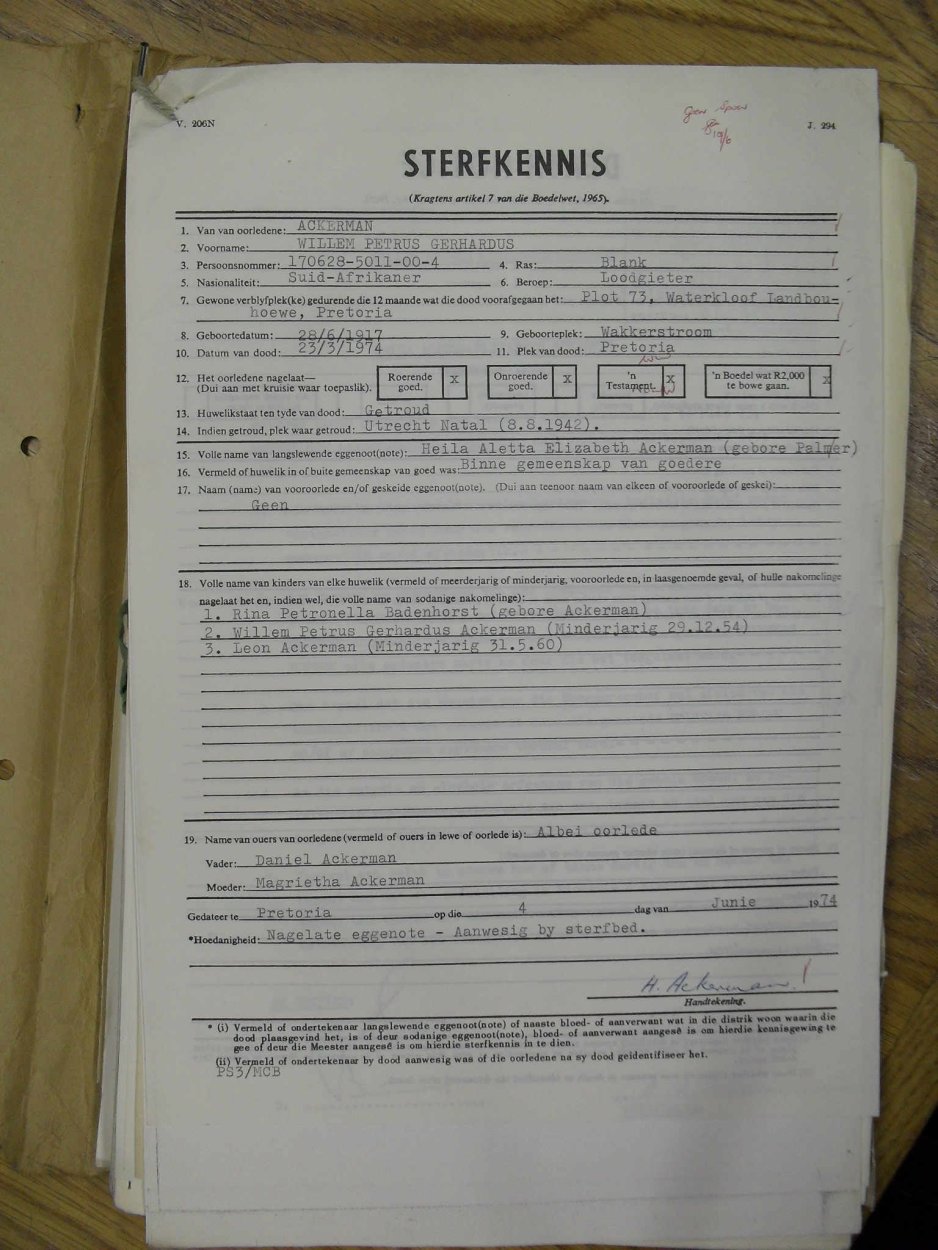 V. 206N
J. 294
STERFKENNIS
(Kragtens artikel 7 van die Boedelwet, 1965).
1. Van van oorledene: ACKERMAN
2. Voorname: WILLEM PETRUS GERHARDUS
3. Persoonsnommer: 170628-5011-00-4 4. Ras: Blank
5. Nasionaliteit: Suid-Afrikaner 6. Beroep: Loodgieter
7. Gewone verblyfplek(ke) gedurende die 12 maande wat die dood voorafgegaan het: Plot 73, Waterkloof Landbou-
hoewe, Pretoria
8. Geboortedatum: 28/6/1917 9. Geboorteplek: Wakkerstroom
10. Datum van dood: 23/3/1974 11. Plek van dood: Pretoria
12. Het oorledene nagelaat— (Dui aan met kruisie waar toepaslik). Roerende goed. X Onroerende goed. X 'n Testament. X 'n Boedel wat R2,000 te bowe gaan. X
13. Huwelikstaat ten tyde van dood: Getroud
14. Indien getroud, plek waar getroud: Utrecht Natal (8.8.1942).
15. Volle name van langslewende eggenoot(note): Heila Aletta Elizabeth Ackerman (gebore Palmer)
16. Vermeld of huwelik in of buite gemeenskap van goed was: Binne gemeenskap van goedere
17. Naam (name) van vooroorlede en/of geskeide eggenoot(note). (Dui aan teenoor naam van elkeen of vooroorlede of geskei):
Geen
18. Volle name van kinders van elke huwelik (vermeld of meerderjarig of minderjarig, vooroorlede en, in laasgenoemde geval, of hulle nakomelinge
nagelaat het en, indien wel, die volle name van sodanige nakomelinge):
1. Rina Petronella Badenhorst (gebore Ackerman)
2. Willem Petrus Gerhardus Ackerman (Minderjarig 29.12.54)
3. Leon Ackerman (Minderjarig 31.5.60)
19. Name van ouers van oorledene (vermeld of ouers in lewe of oorlede is): Albei oorlede
Vader: Daniel Ackerman
Moeder: Magrietha Ackerman
Gedateer te Pretoria op die 4 dag van Junie 1974
*Hoedanigheid: Nagelate eggenote - Aanwesig by sterfbed.
H. Ackerman
Handtekening.
* (i) Vermeld of ondertekenaar langslewende eggenoot(note) of naaste bloed- of aanverwant wat in die distrik woon waarin die
dood plaasgevind het, is of deur sodanige eggenoot(note), bloed- of aanverwant aangesê is om hierdie kennisgewing te
gee of deur die Meester aangesê is om hierdie sterfkennis in te dien.
(ii) Vermeld of ondertekenaar by dood aanwesig was of die oorledene na sy dood geidentifiseer het.
PS3/MCB